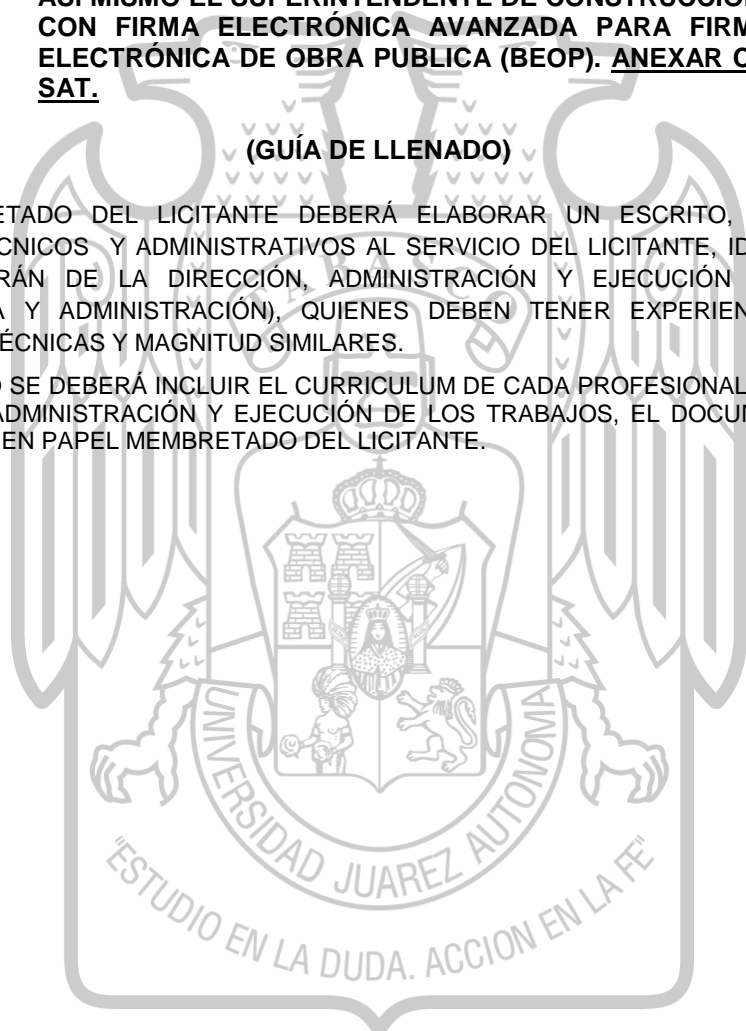 ASI MISMO EL SUPERINTENDENTE DE CONSTRUCCION
CON FIRMA ELECTRÓNICA AVANZADA PARA FIRM
ELECTRÓNICA DE OBRA PUBLICA (BEOP). ANEXAR C
SAT.
(GUÍA DE LLENADO)
ETADO DEL LICITANTE DEBERÁ ELABORAR UN ESCRITO,
ÉCNICOS Y ADMINISTRATIVOS AL SERVICIO DEL LICITANTE, ID
RÁN DE LA DIRECCIÓN, ADMINISTRACIÓN Y EJECUCIÓN
A Y ADMINISTRACIÓN), QUIENES DEBEN TENER EXPERIEN
ÉCNICAS Y MAGNITUD SIMILARES.
O SE DEBERÁ INCLUIR EL CURRICULUM DE CADA PROFESIONAL
ADMINISTRACIÓN Y EJECUCIÓN DE LOS TRABAJOS, EL DOCUM
EN PAPEL MEMBRETADO DEL LICITANTE.
TABASCO
UNIVERSIDAD JUAREZ AUTONOMA
"ESTUDIO EN LA DUDA. ACCION EN LA FE"